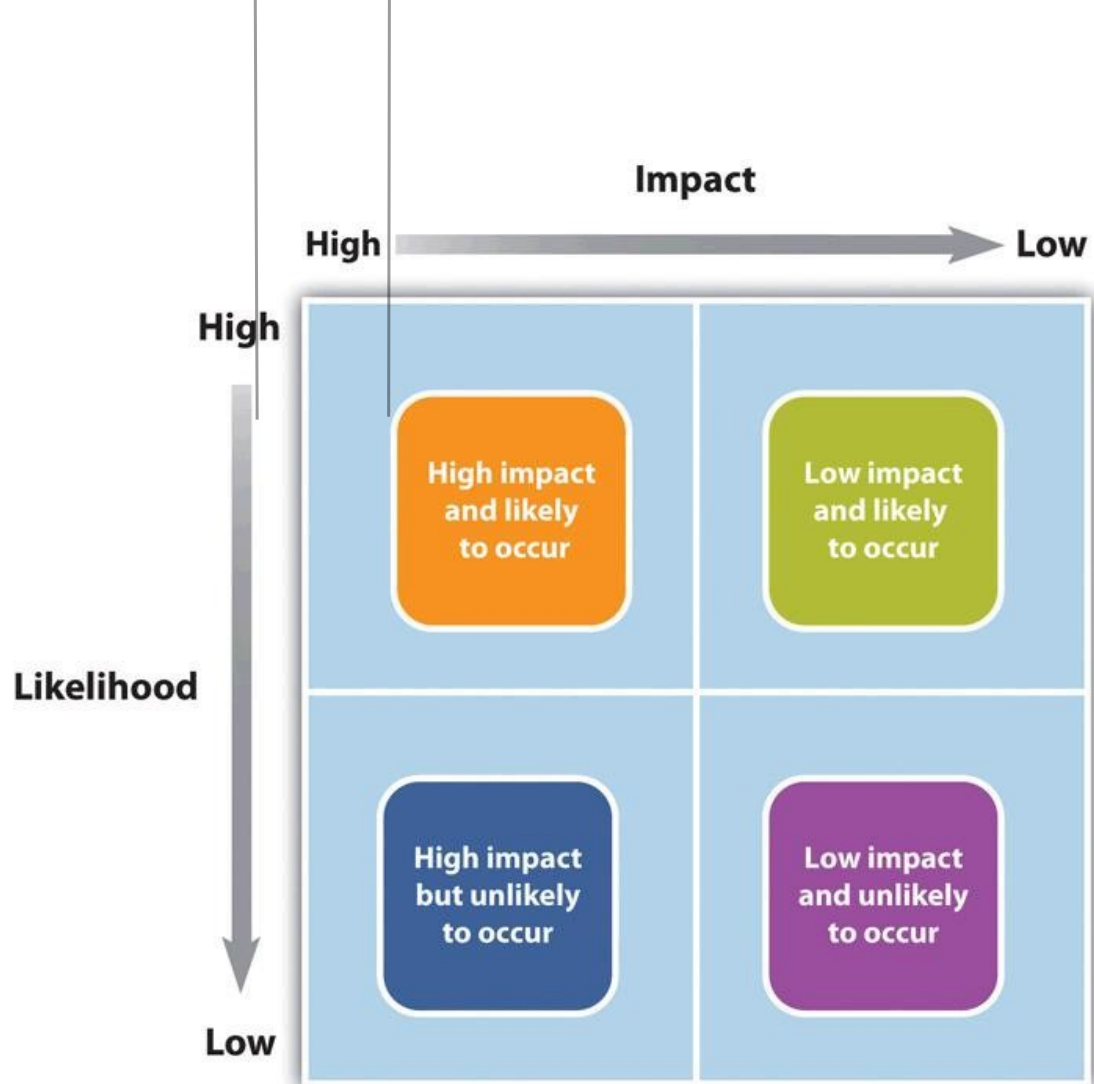 Impact
High
Low
High
High impact
and likely
to occur
Low impact
and likely
to occur
Likelihood
High impact
but unlikely
to occur
Low impact
and unlikely
to occur
Low